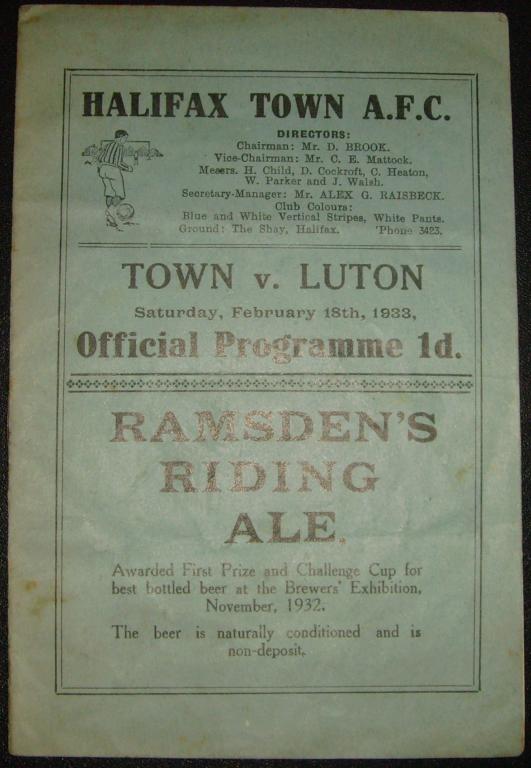 HALIFAX TOWN A.F.C.
DIRECTORS:
Chairman: Mr. D. BROOK.
Vice-Chairman: Mr. C. E. Mattock.
Messrs. H. Child, D. Cockroft, C. Heaton,
W. Parker and J. Walsh.
Secretary-Manager: Mr. ALEX G. RAISBECK.
Club Colours:
Blue and White Vertical Stripes, White Pants.
Ground: The Shay, Halifax. 'Phone 3423.
TOWN v. LUTON
Saturday, February 18th, 1933,
Official Programme 1d.
RAMSDEN'S
RIDING
ALE.
Awarded First Prize and Challenge Cup for
best bottled beer at the Brewers' Exhibition,
November, 1932.
The beer is naturally conditioned and is
non-deposit.